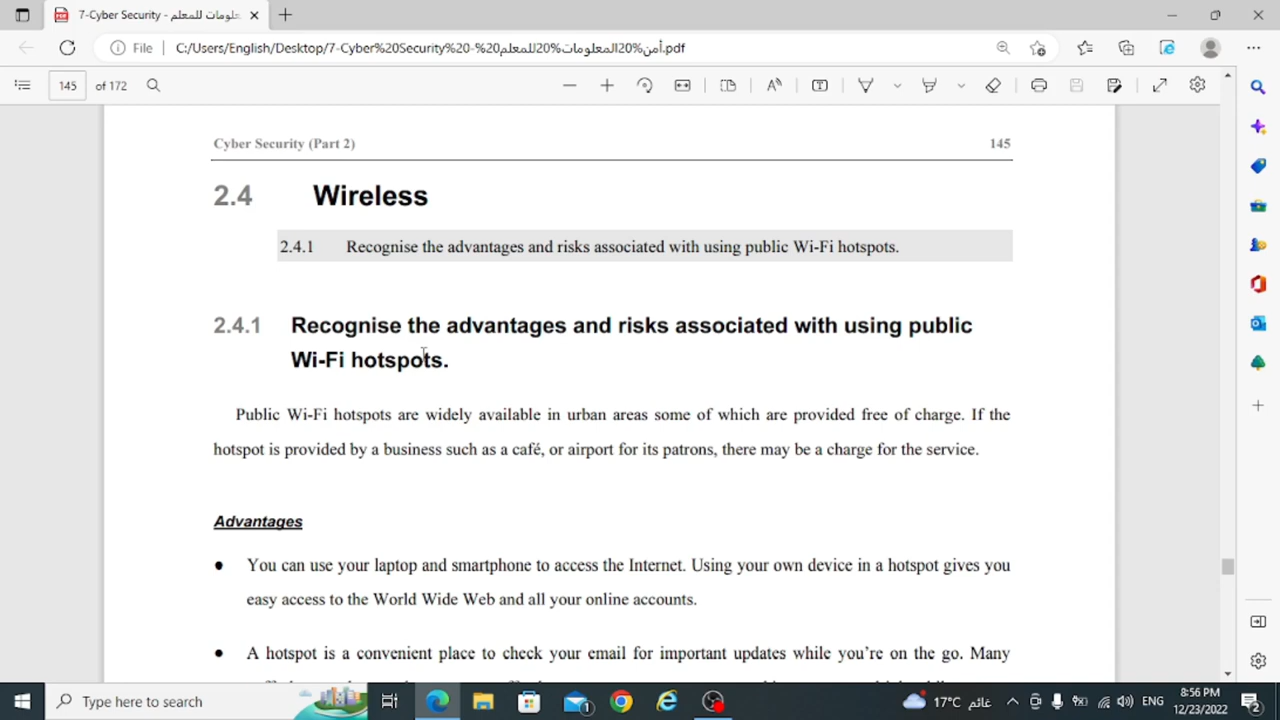 7-Cyber Security - أمن المعلومات للمعلم
File
C:/Users/English/Desktop/7-Cyber%20Security%20-%20أمن%20المعلومات%20للمعلم.pdf
145 of 172
Cyber Security (Part 2) 145
2.4 Wireless
2.4.1 Recognise the advantages and risks associated with using public Wi-Fi hotspots.
2.4.1 Recognise the advantages and risks associated with using public
Wi-Fi hotspots.
Public Wi-Fi hotspots are widely available in urban areas some of which are provided free of charge. If the
hotspot is provided by a business such as a café, or airport for its patrons, there may be a charge for the service.
Advantages
● You can use your laptop and smartphone to access the Internet. Using your own device in a hotspot gives you
easy access to the World Wide Web and all your online accounts.
● A hotspot is a convenient place to check your email for important updates while you’re on the go. Many
Type here to search
1
17°C غائم
ENG
8:56 PM
12/23/2022
2